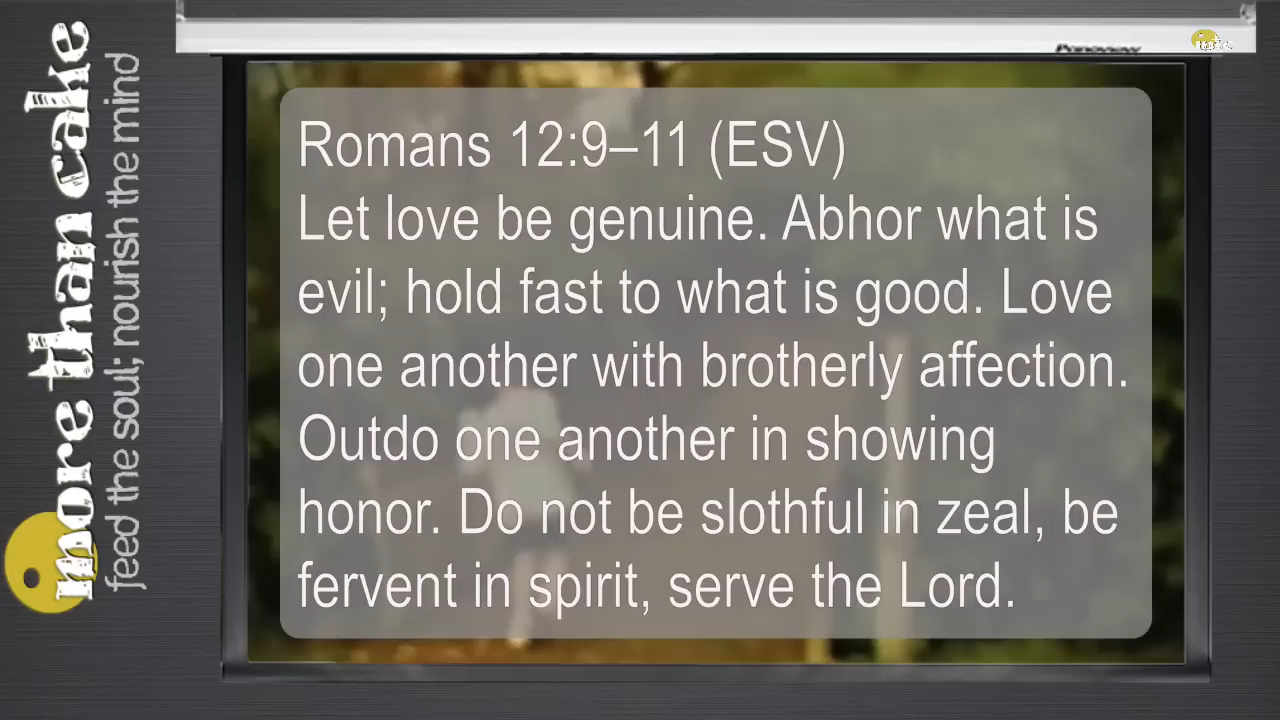 more than cake
feed the soul; nourish the mind
Romans 12:9–11 (ESV)
Let love be genuine. Abhor what is
evil; hold fast to what is good. Love
one another with brotherly affection.
Outdo one another in showing
honor. Do not be slothful in zeal, be
fervent in spirit, serve the Lord.